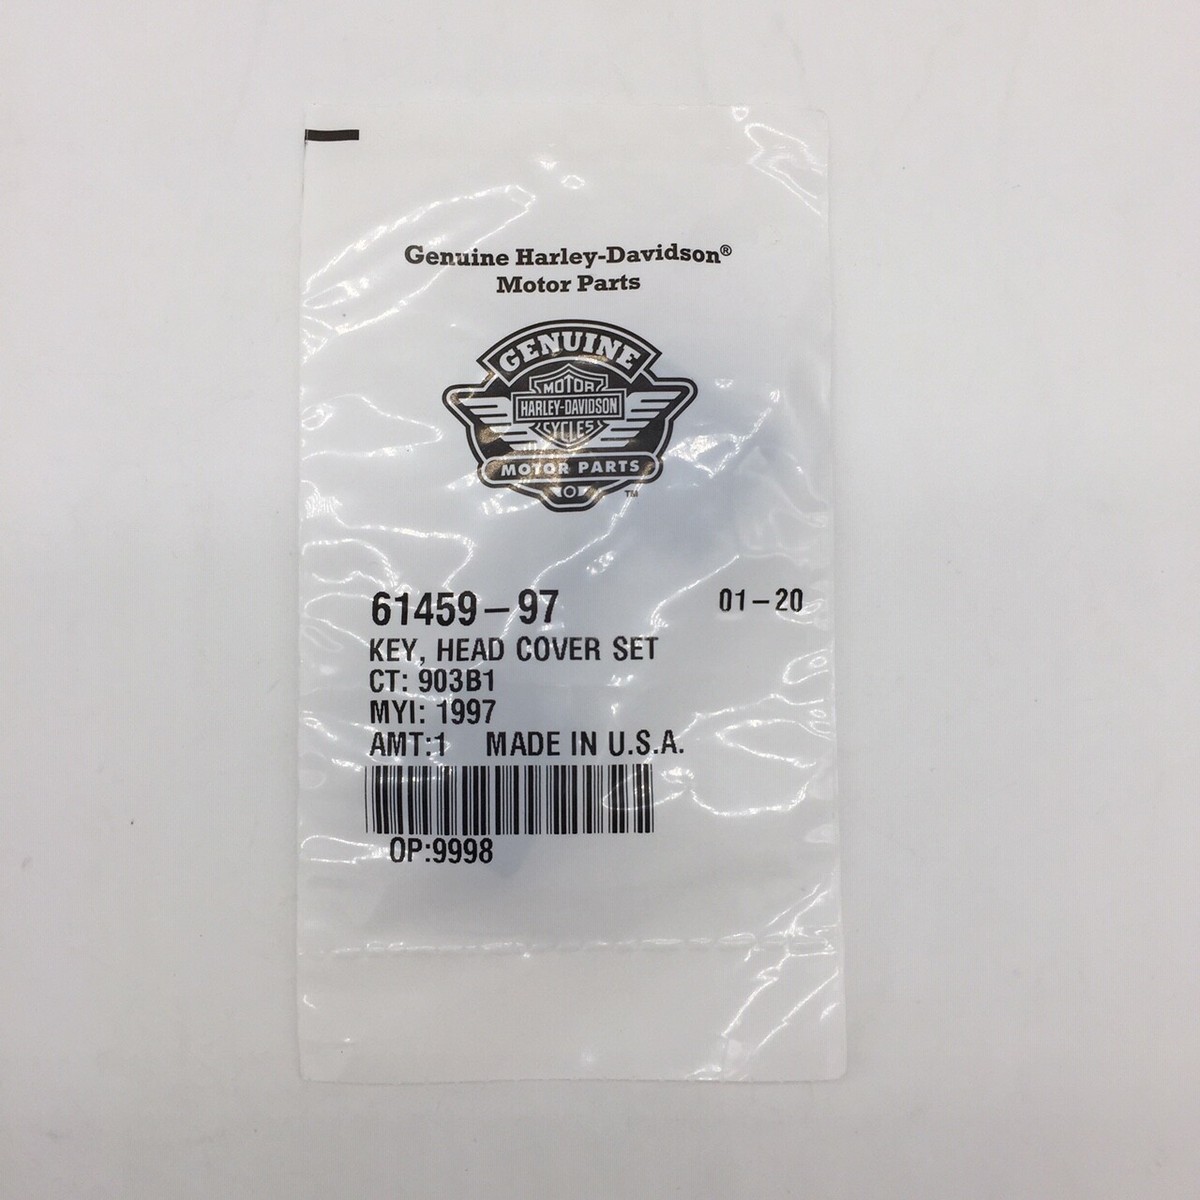 Genuine Harley-Davidson®
Motor Parts
GENUINE
MOTOR
HARLEY-DAVIDSON
CYCLES
MOTOR PARTS
TM
61459-97 01-20
KEY, HEAD COVER SET
CT: 903B1
MYI: 1997
AMT:1 MADE IN U.S.A.
OP:9998